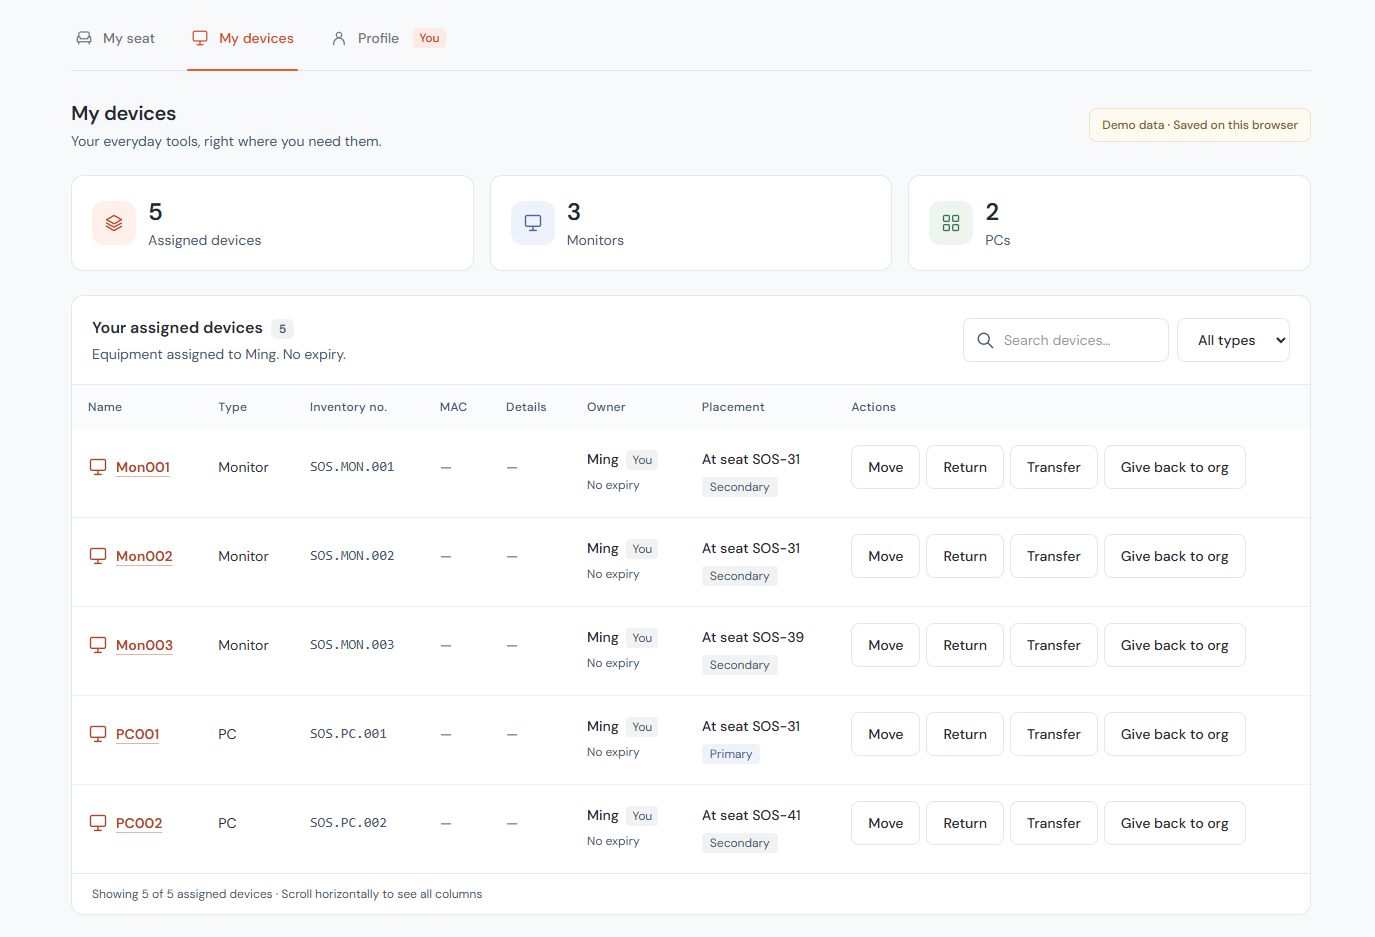 My seat My devices Profile You
My devices
Your everyday tools, right where you need them.
Demo data · Saved on this browser
5
Assigned devices
3
Monitors
2
PCs
Your assigned devices 5
Equipment assigned to Ming. No expiry.
Search devices...
All types
Name Type Inventory no. MAC Details Owner Placement Actions
Mon001 Monitor SOS.MON.001 — — Ming You At seat SOS-31 Move Return Transfer Give back to org
No expiry Secondary
Mon002 Monitor SOS.MON.002 — — Ming You At seat SOS-31 Move Return Transfer Give back to org
No expiry Secondary
Mon003 Monitor SOS.MON.003 — — Ming You At seat SOS-39 Move Return Transfer Give back to org
No expiry Secondary
PC001 PC SOS.PC.001 — — Ming You At seat SOS-31 Move Return Transfer Give back to org
No expiry Primary
PC002 PC SOS.PC.002 — — Ming You At seat SOS-41 Move Return Transfer Give back to org
No expiry Secondary
Showing 5 of 5 assigned devices · Scroll horizontally to see all columns